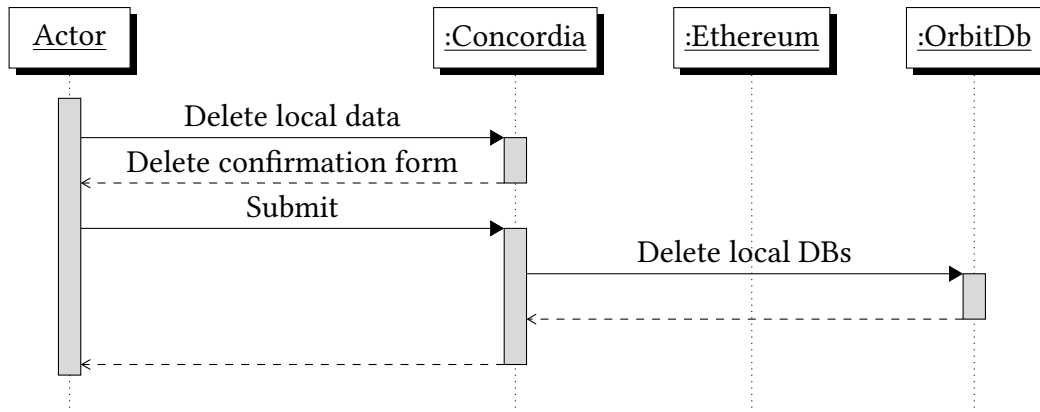 Actor
:Concordia
:Ethereum
:OrbitDb
Delete local data
Delete confirmation form
Submit
Delete local DBs